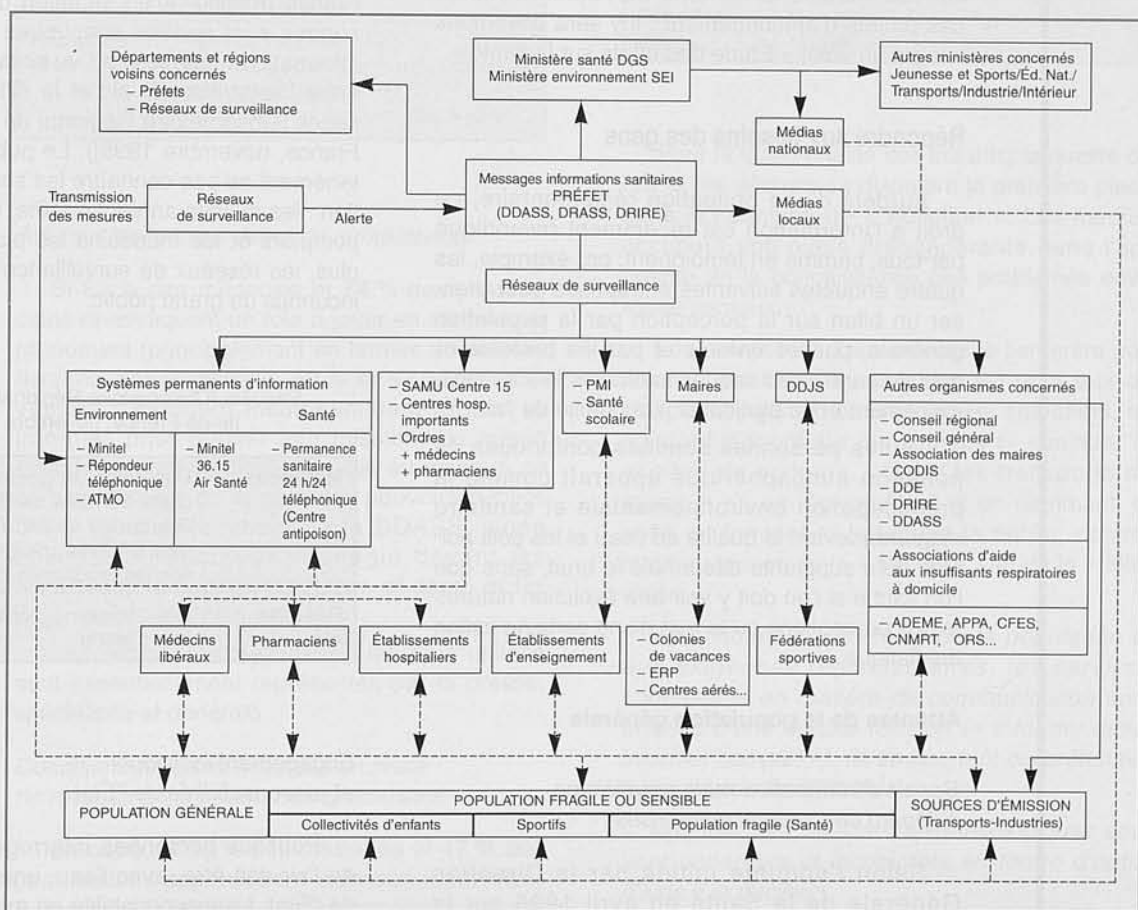 Départements et régions
voisins concernés
– Préfets
– Réseaux de surveillance
Ministère santé DGS
Ministère environnement SEI
Autres ministères concernés
Jeunesse et Sports/Éd. Nat./
Transports/Industrie/Intérieur
Médias
nationaux
Transmission
des mesures
Réseaux
de surveillance
Alerte
Messages informations sanitaires
PRÉFET
(DDASS, DRASS, DRIRE)
Médias
locaux
Réseaux de surveillance
Systèmes permanents d'information
Environnement
– Minitel
– Répondeur
téléphonique
– ATMO
Santé
– Minitel
36.15
Air Santé
– Permanence
sanitaire
24 h/24
téléphonique
(Centre
antipoison)
– SAMU Centre 15
– Centres hosp.
importants
– Ordres
+ médecins
+ pharmaciens
– PMI
– Santé
scolaire
Maires
DDJS
Autres organismes concernés
– Conseil régional
– Conseil général
– Association des maires
– CODIS
– DDE
– DRIRE
– DDASS
– Associations d'aide
aux insuffisants respiratoires
à domicile
– ADEME, APPA, CFES,
CNMRT, ORS...
Médecins
libéraux
Pharmaciens
Établissements
hospitaliers
Établissements
d'enseignement
– Colonies
de vacances
– ERP
– Centres aérés...
Fédérations
sportives
POPULATION GÉNÉRALE
POPULATION FRAGILE OU SENSIBLE
Collectivités d'enfants
Sportifs
Population fragile (Santé)
SOURCES D'ÉMISSION
(Transports-Industries)